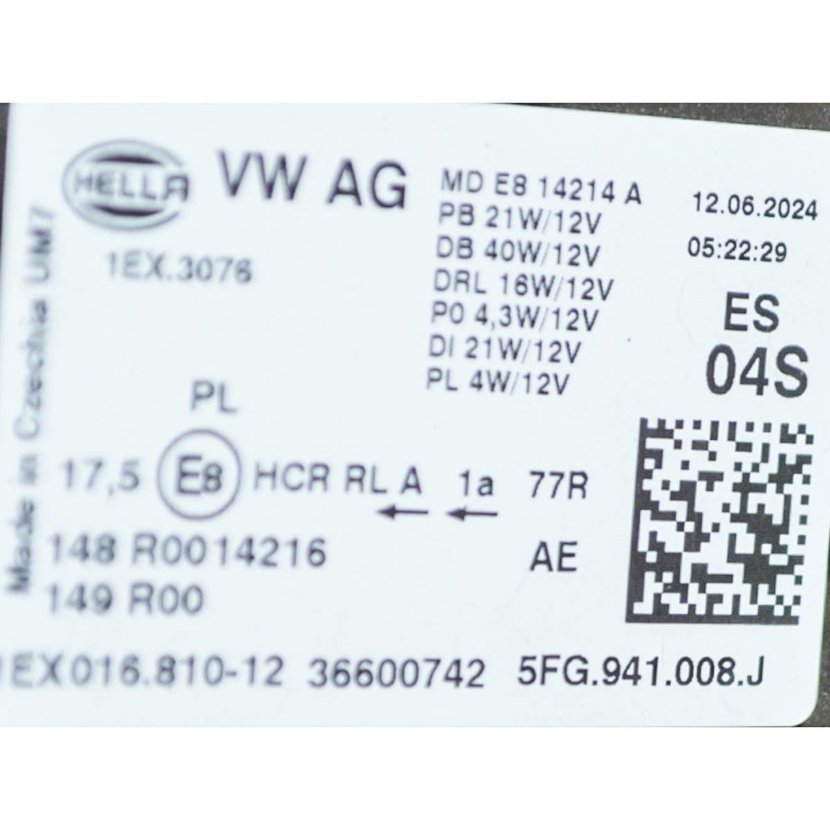 HELLA
VW AG
1EX.3076
MD E8 14214 A
PB 21W/12V
DB 40W/12V
DRL 16W/12V
PO 4,3W/12V
DI 21W/12V
PL 4W/12V
12.06.2024
05:22:29
ES
04S
Made in Czechia UM7
PL
17,5 E8 HCR RL A 1a 77R
← ←
148 R0014216 AE
149 R00
1EX016.810-12 36600742 5FG.941.008.J